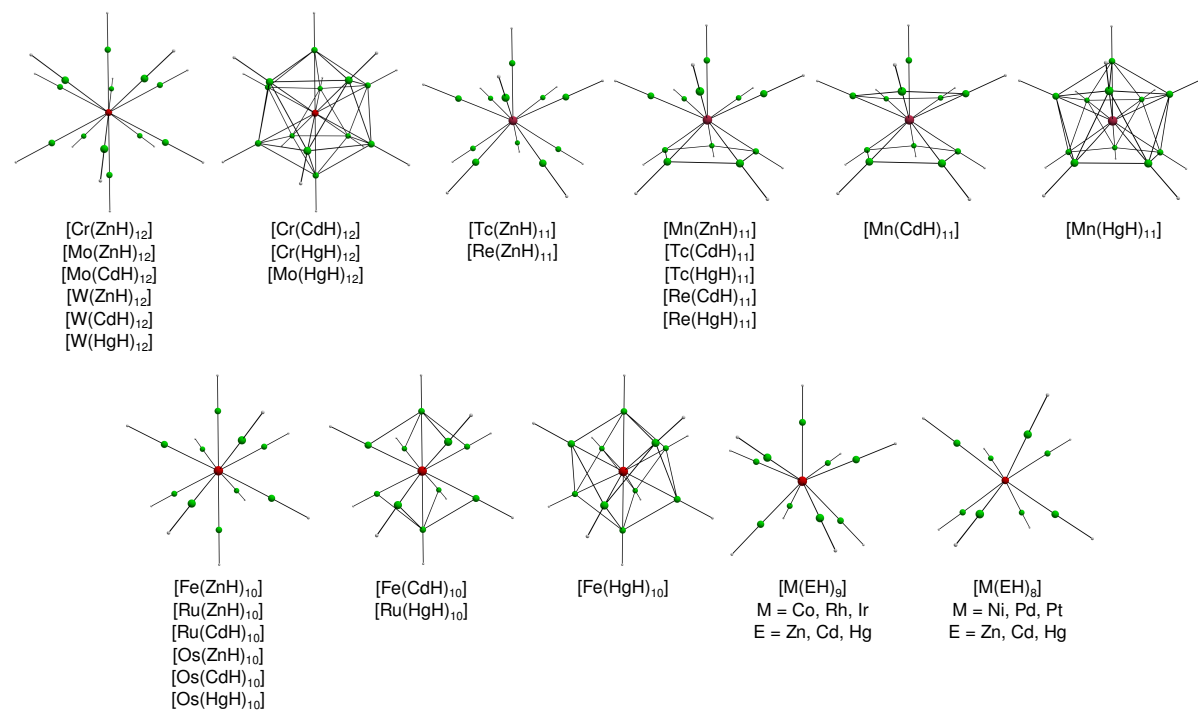 [Cr(ZnH)₁₂]
[Mo(ZnH)₁₂]
[Mo(CdH)₁₂]
[W(ZnH)₁₂]
[W(CdH)₁₂]
[W(HgH)₁₂]
[Cr(CdH)₁₂]
[Cr(HgH)₁₂]
[Mo(HgH)₁₂]
[Tc(ZnH)₁₁]
[Re(ZnH)₁₁]
[Mn(ZnH)₁₁]
[Tc(CdH)₁₁]
[Tc(HgH)₁₁]
[Re(CdH)₁₁]
[Re(HgH)₁₁]
[Mn(CdH)₁₁]
[Mn(HgH)₁₁]
[Fe(ZnH)₁₀]
[Ru(ZnH)₁₀]
[Ru(CdH)₁₀]
[Os(ZnH)₁₀]
[Os(CdH)₁₀]
[Os(HgH)₁₀]
[Fe(CdH)₁₀]
[Ru(HgH)₁₀]
[Fe(HgH)₁₀]
[M(EH)₉]
M = Co, Rh, Ir
E = Zn, Cd, Hg
[M(EH)₈]
M = Ni, Pd, Pt
E = Zn, Cd, Hg